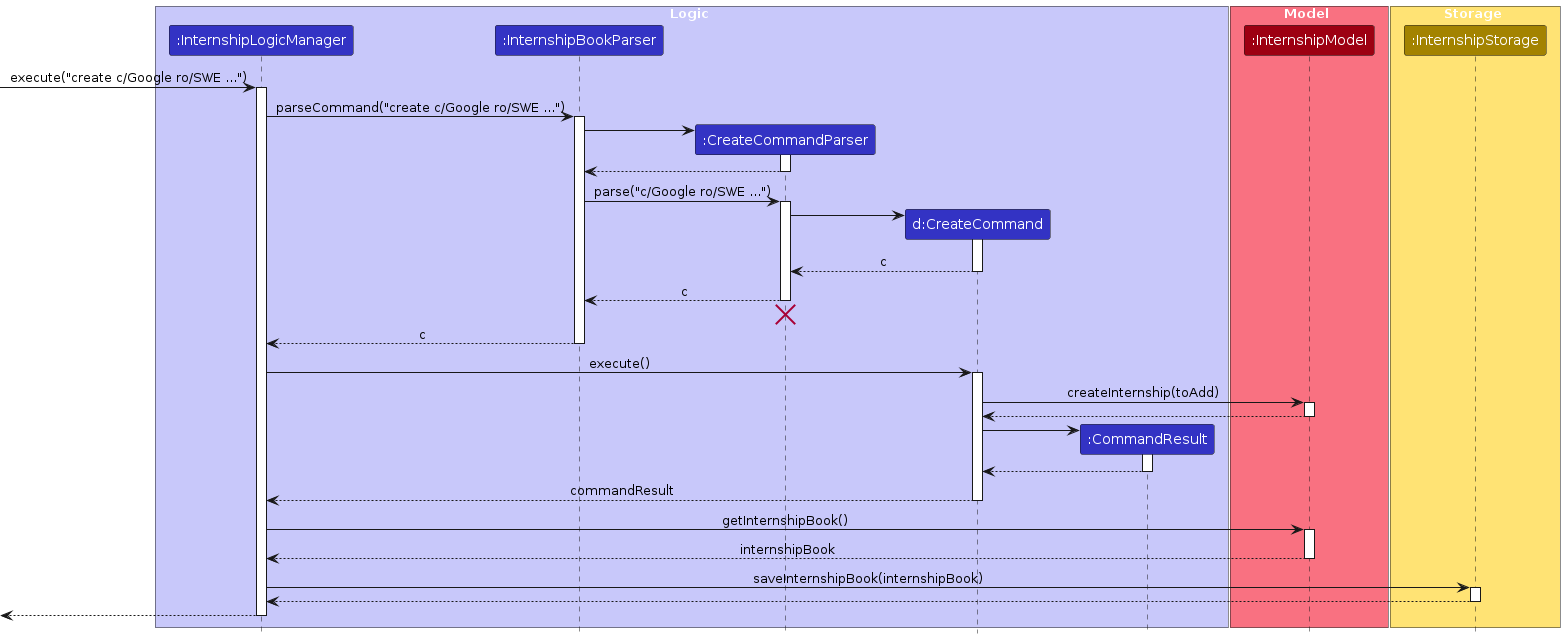 Logic
Model
Storage
:InternshipLogicManager
:InternshipBookParser
:InternshipModel
:InternshipStorage
execute("create c/Google ro/SWE ...")
parseCommand("create c/Google ro/SWE ...")
:CreateCommandParser
parse("c/Google ro/SWE ...")
d:CreateCommand
c
c
c
execute()
createInternship(toAdd)
:CommandResult
commandResult
getInternshipBook()
internshipBook
saveInternshipBook(internshipBook)